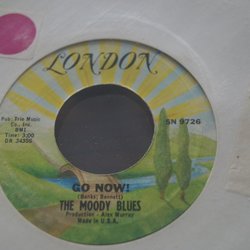 LONDON
Pub: Trio Music
Co., Inc.
BMI
Time: 3:00
DR 34356
5N 9726
GO NOW!
(Banks; Bennett)
THE MOODY BLUES
Production - Alex Murray
Made in U.S.A.